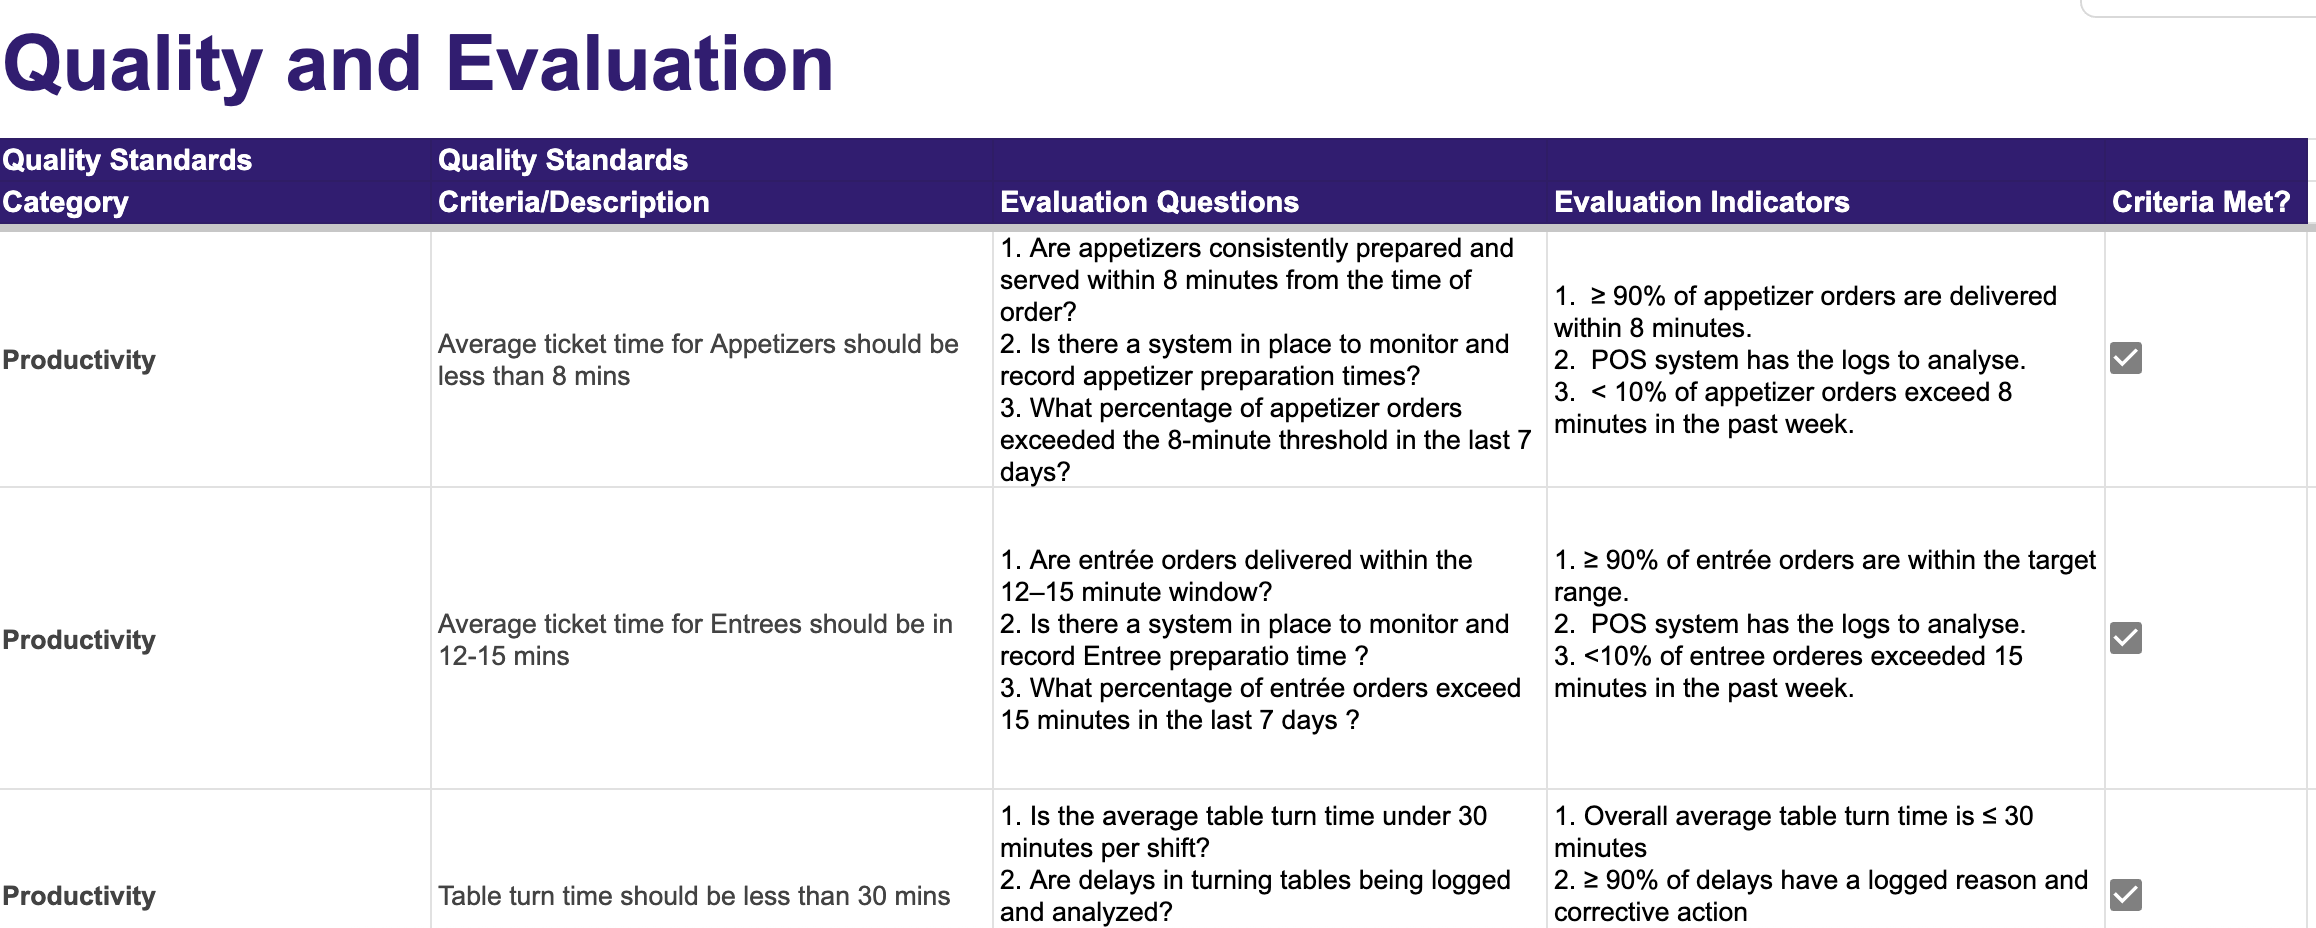 Quality and Evaluation
Quality Standards
Category
Quality Standards
Criteria/Description
Evaluation Questions
Evaluation Indicators
Criteria Met?
Productivity
Average ticket time for Appetizers should be
less than 8 mins
1. Are appetizers consistently prepared and
served within 8 minutes from the time of
order?
2. Is there a system in place to monitor and
record appetizer preparation times?
3. What percentage of appetizer orders
exceeded the 8-minute threshold in the last 7
days?
1.  ≥ 90% of appetizer orders are delivered
within 8 minutes.
2.  POS system has the logs to analyse.
3.  < 10% of appetizer orders exceed 8
minutes in the past week.
Productivity
Average ticket time for Entrees should be in
12-15 mins
1. Are entrée orders delivered within the
12–15 minute window?
2. Is there a system in place to monitor and
record Entree preparatio time ?
3. What percentage of entrée orders exceed
15 minutes in the last 7 days ?
1. ≥ 90% of entrée orders are within the target
range.
2.  POS system has the logs to analyse.
3. <10% of entree orderes exceeded 15
minutes in the past week.
Productivity
Table turn time should be less than 30 mins
1. Is the average table turn time under 30
minutes per shift?
2. Are delays in turning tables being logged
and analyzed?
1. Overall average table turn time is ≤ 30
minutes
2. ≥ 90% of delays have a logged reason and
corrective action